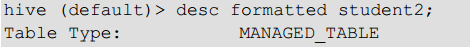 hive (default)> desc formatted student2;
Table Type:             MANAGED_TABLE